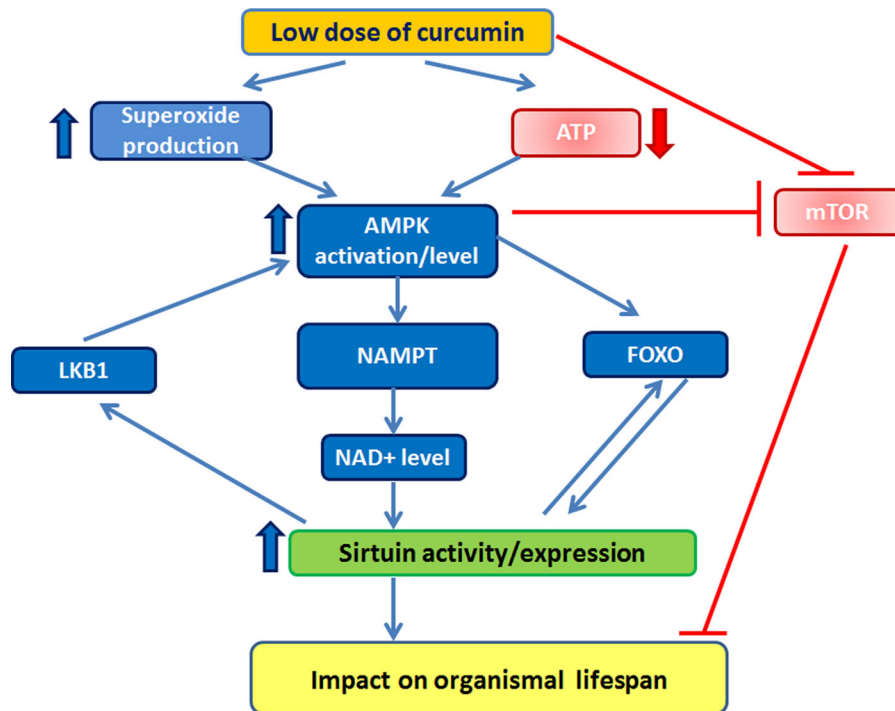 Low dose of curcumin
Superoxide
production
ATP
mTOR
AMPK
activation/level
NAMPT
FOXO
LKB1
NAD+ level
Sirtuin activity/expression
Impact on organismal lifespan